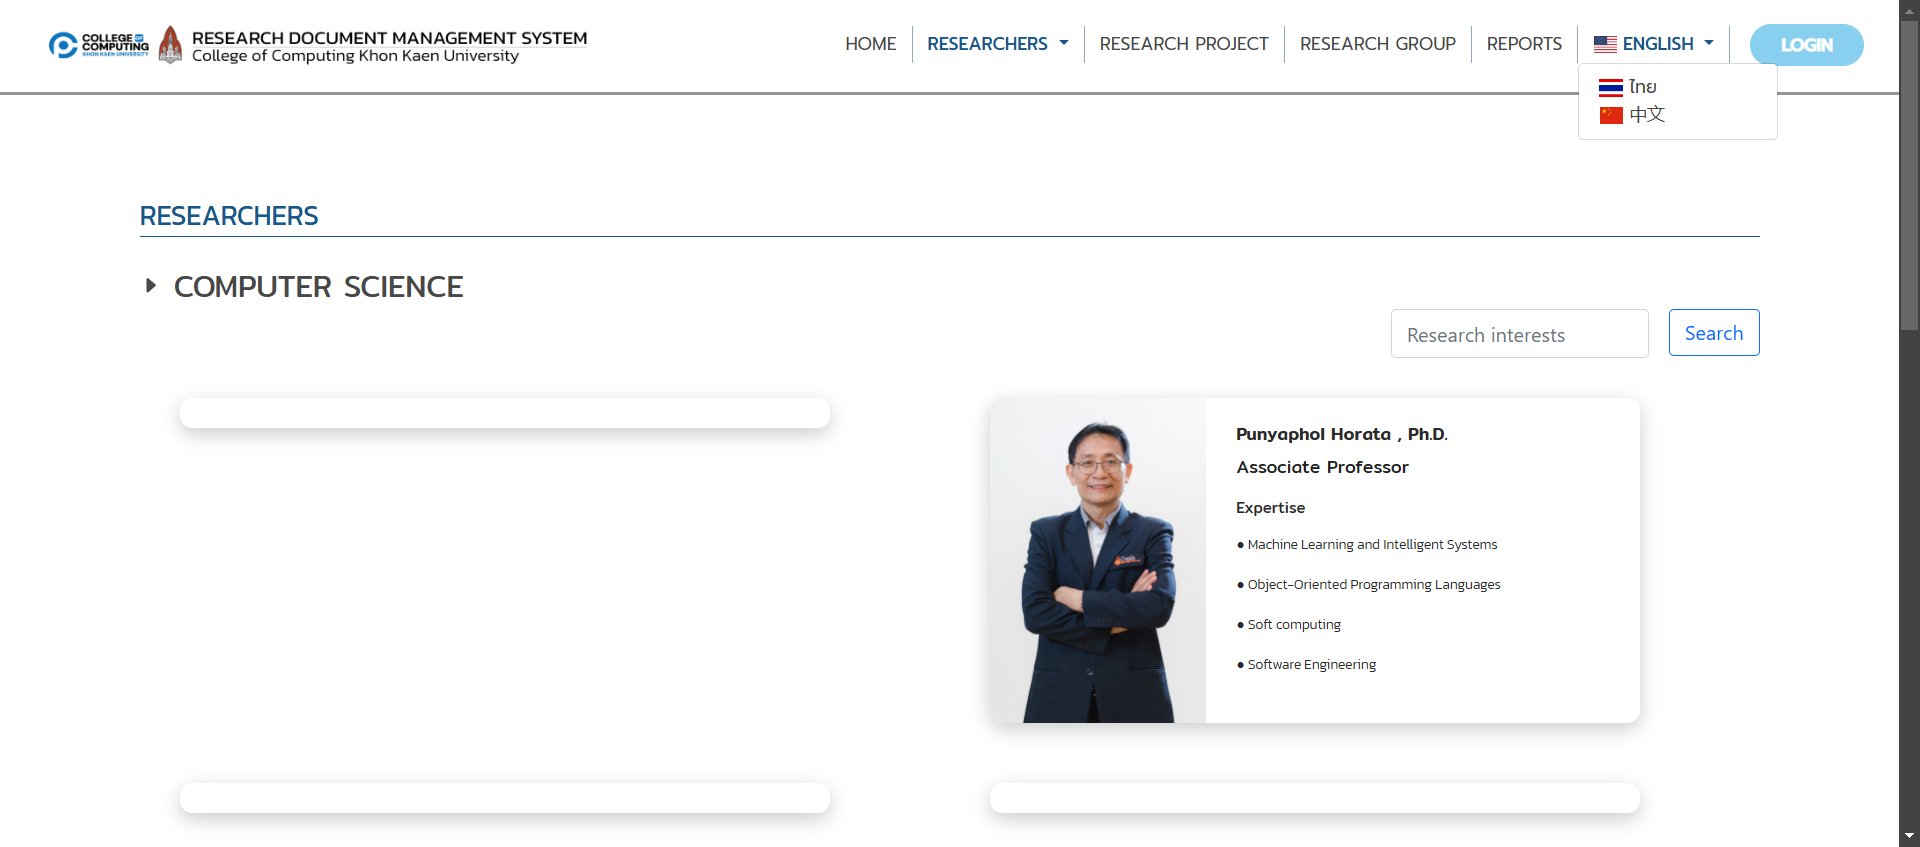 COLLEGE OF
COMPUTING
KHON KAEN UNIVERSITY
RESEARCH DOCUMENT MANAGEMENT SYSTEM
College of Computing Khon Kaen University
HOME
RESEARCHERS
RESEARCH PROJECT
RESEARCH GROUP
REPORTS
ENGLISH
LOGIN
ไทย
中文
RESEARCHERS
COMPUTER SCIENCE
Research interests
Search
Punyaphol Horata , Ph.D.
Associate Professor
Expertise
● Machine Learning and Intelligent Systems
● Object-Oriented Programming Languages
● Soft computing
● Software Engineering